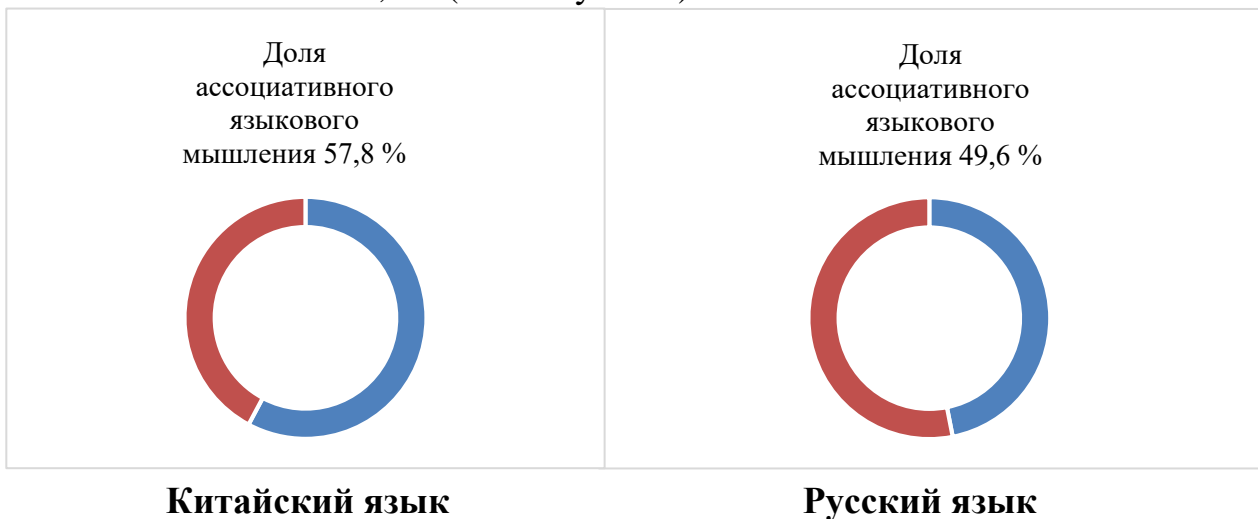 Доля
ассоциативного
языкового
мышления 57,8 %
Доля
ассоциативного
языкового
мышления 49,6 %
Китайский язык
Русский язык